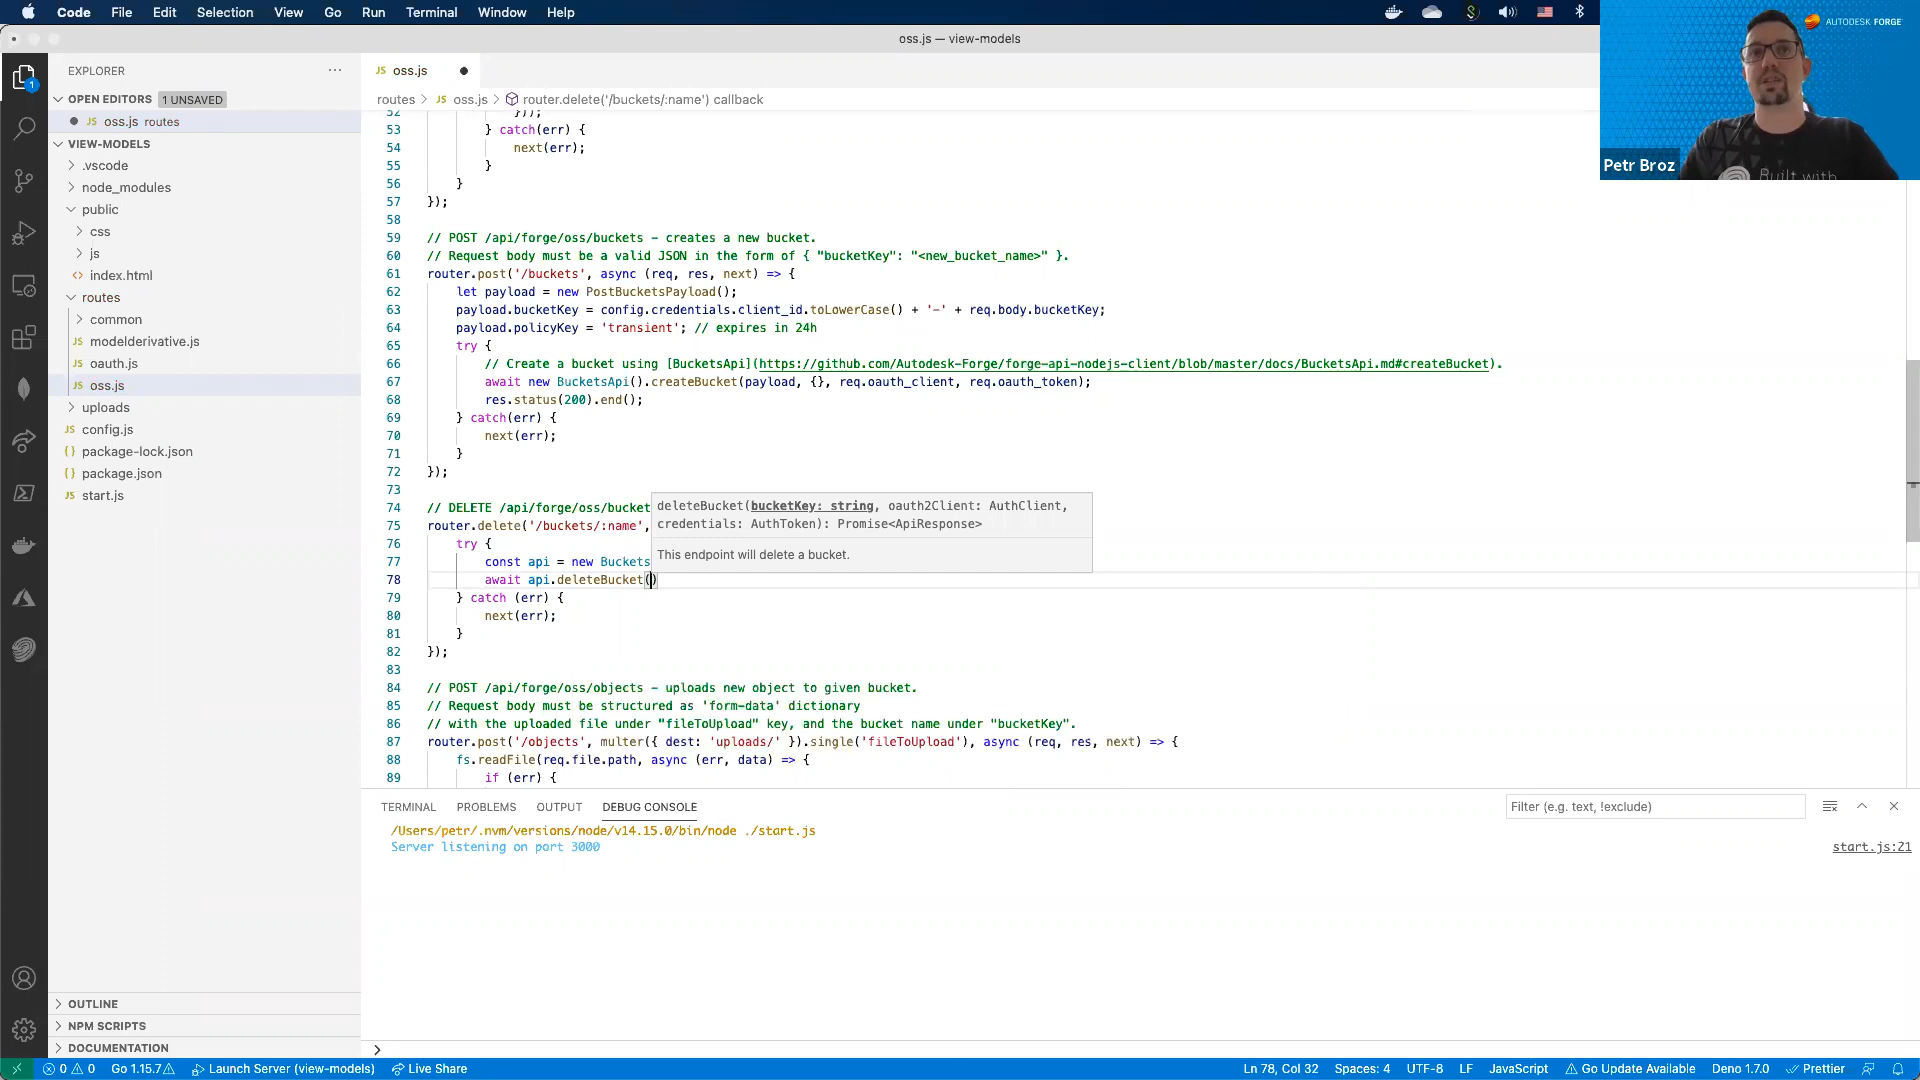 Code File Edit Selection View Go Run Terminal Window Help
AUTODESK FORGE
oss.js — view-models
EXPLORER ···
OPEN EDITORS 1 UNSAVED
oss.js routes
VIEW-MODELS
.vscode
node_modules
public
css
js
index.html
routes
common
JS modelderivative.js
JS oauth.js
JS oss.js
uploads
JS config.js
{} package-lock.json
{} package.json
JS start.js
OUTLINE
NPM SCRIPTS
DOCUMENTATION
JS oss.js
routes > JS oss.js > router.delete('/buckets/:name') callback
52 });
53 } catch(err) {
54 next(err);
55 }
56 }
57 });
58
59 // POST /api/forge/oss/buckets - creates a new bucket.
60 // Request body must be a valid JSON in the form of { "bucketKey": "<new_bucket_name>" }.
61 router.post('/buckets', async (req, res, next) => {
62 let payload = new PostBucketsPayload();
63 payload.bucketKey = config.credentials.client_id.toLowerCase() + '-' + req.body.bucketKey;
64 payload.policyKey = 'transient'; // expires in 24h
65 try {
66 // Create a bucket using [BucketsApi](https://github.com/Autodesk-Forge/forge-api-nodejs-client/blob/master/docs/BucketsApi.md#createBucket).
67 await new BucketsApi().createBucket(payload, {}, req.oauth_client, req.oauth_token);
68 res.status(200).end();
69 } catch(err) {
70 next(err);
71 }
72 });
73
74 // DELETE /api/forge/oss/bucket
75 router.delete('/buckets/:name',
76 try {
77 const api = new Buckets
78 await api.deleteBucket()
79 } catch (err) {
80 next(err);
81 }
82 });
83
84 // POST /api/forge/oss/objects - uploads new object to given bucket.
85 // Request body must be structured as 'form-data' dictionary
86 // with the uploaded file under "fileToUpload" key, and the bucket name under "bucketKey".
87 router.post('/objects', multer({ dest: 'uploads/' }).single('fileToUpload'), async (req, res, next) => {
88 fs.readFile(req.file.path, async (err, data) => {
89 if (err) {
deleteBucket(bucketKey: string, oauth2Client: AuthClient,
credentials: AuthToken): Promise<ApiResponse>
This endpoint will delete a bucket.
Petr Broz
Built with
TERMINAL PROBLEMS OUTPUT DEBUG CONSOLE
Filter (e.g. text, !exclude)
/Users/petr/.nvm/versions/node/v14.15.0/bin/node ./start.js
Server listening on port 3000
start.js:21
0 0 Go 1.15.7 Launch Server (view-models) Live Share
Ln 78, Col 32 Spaces: 4 UTF-8 LF JavaScript Go Update Available Deno 1.7.0 Prettier